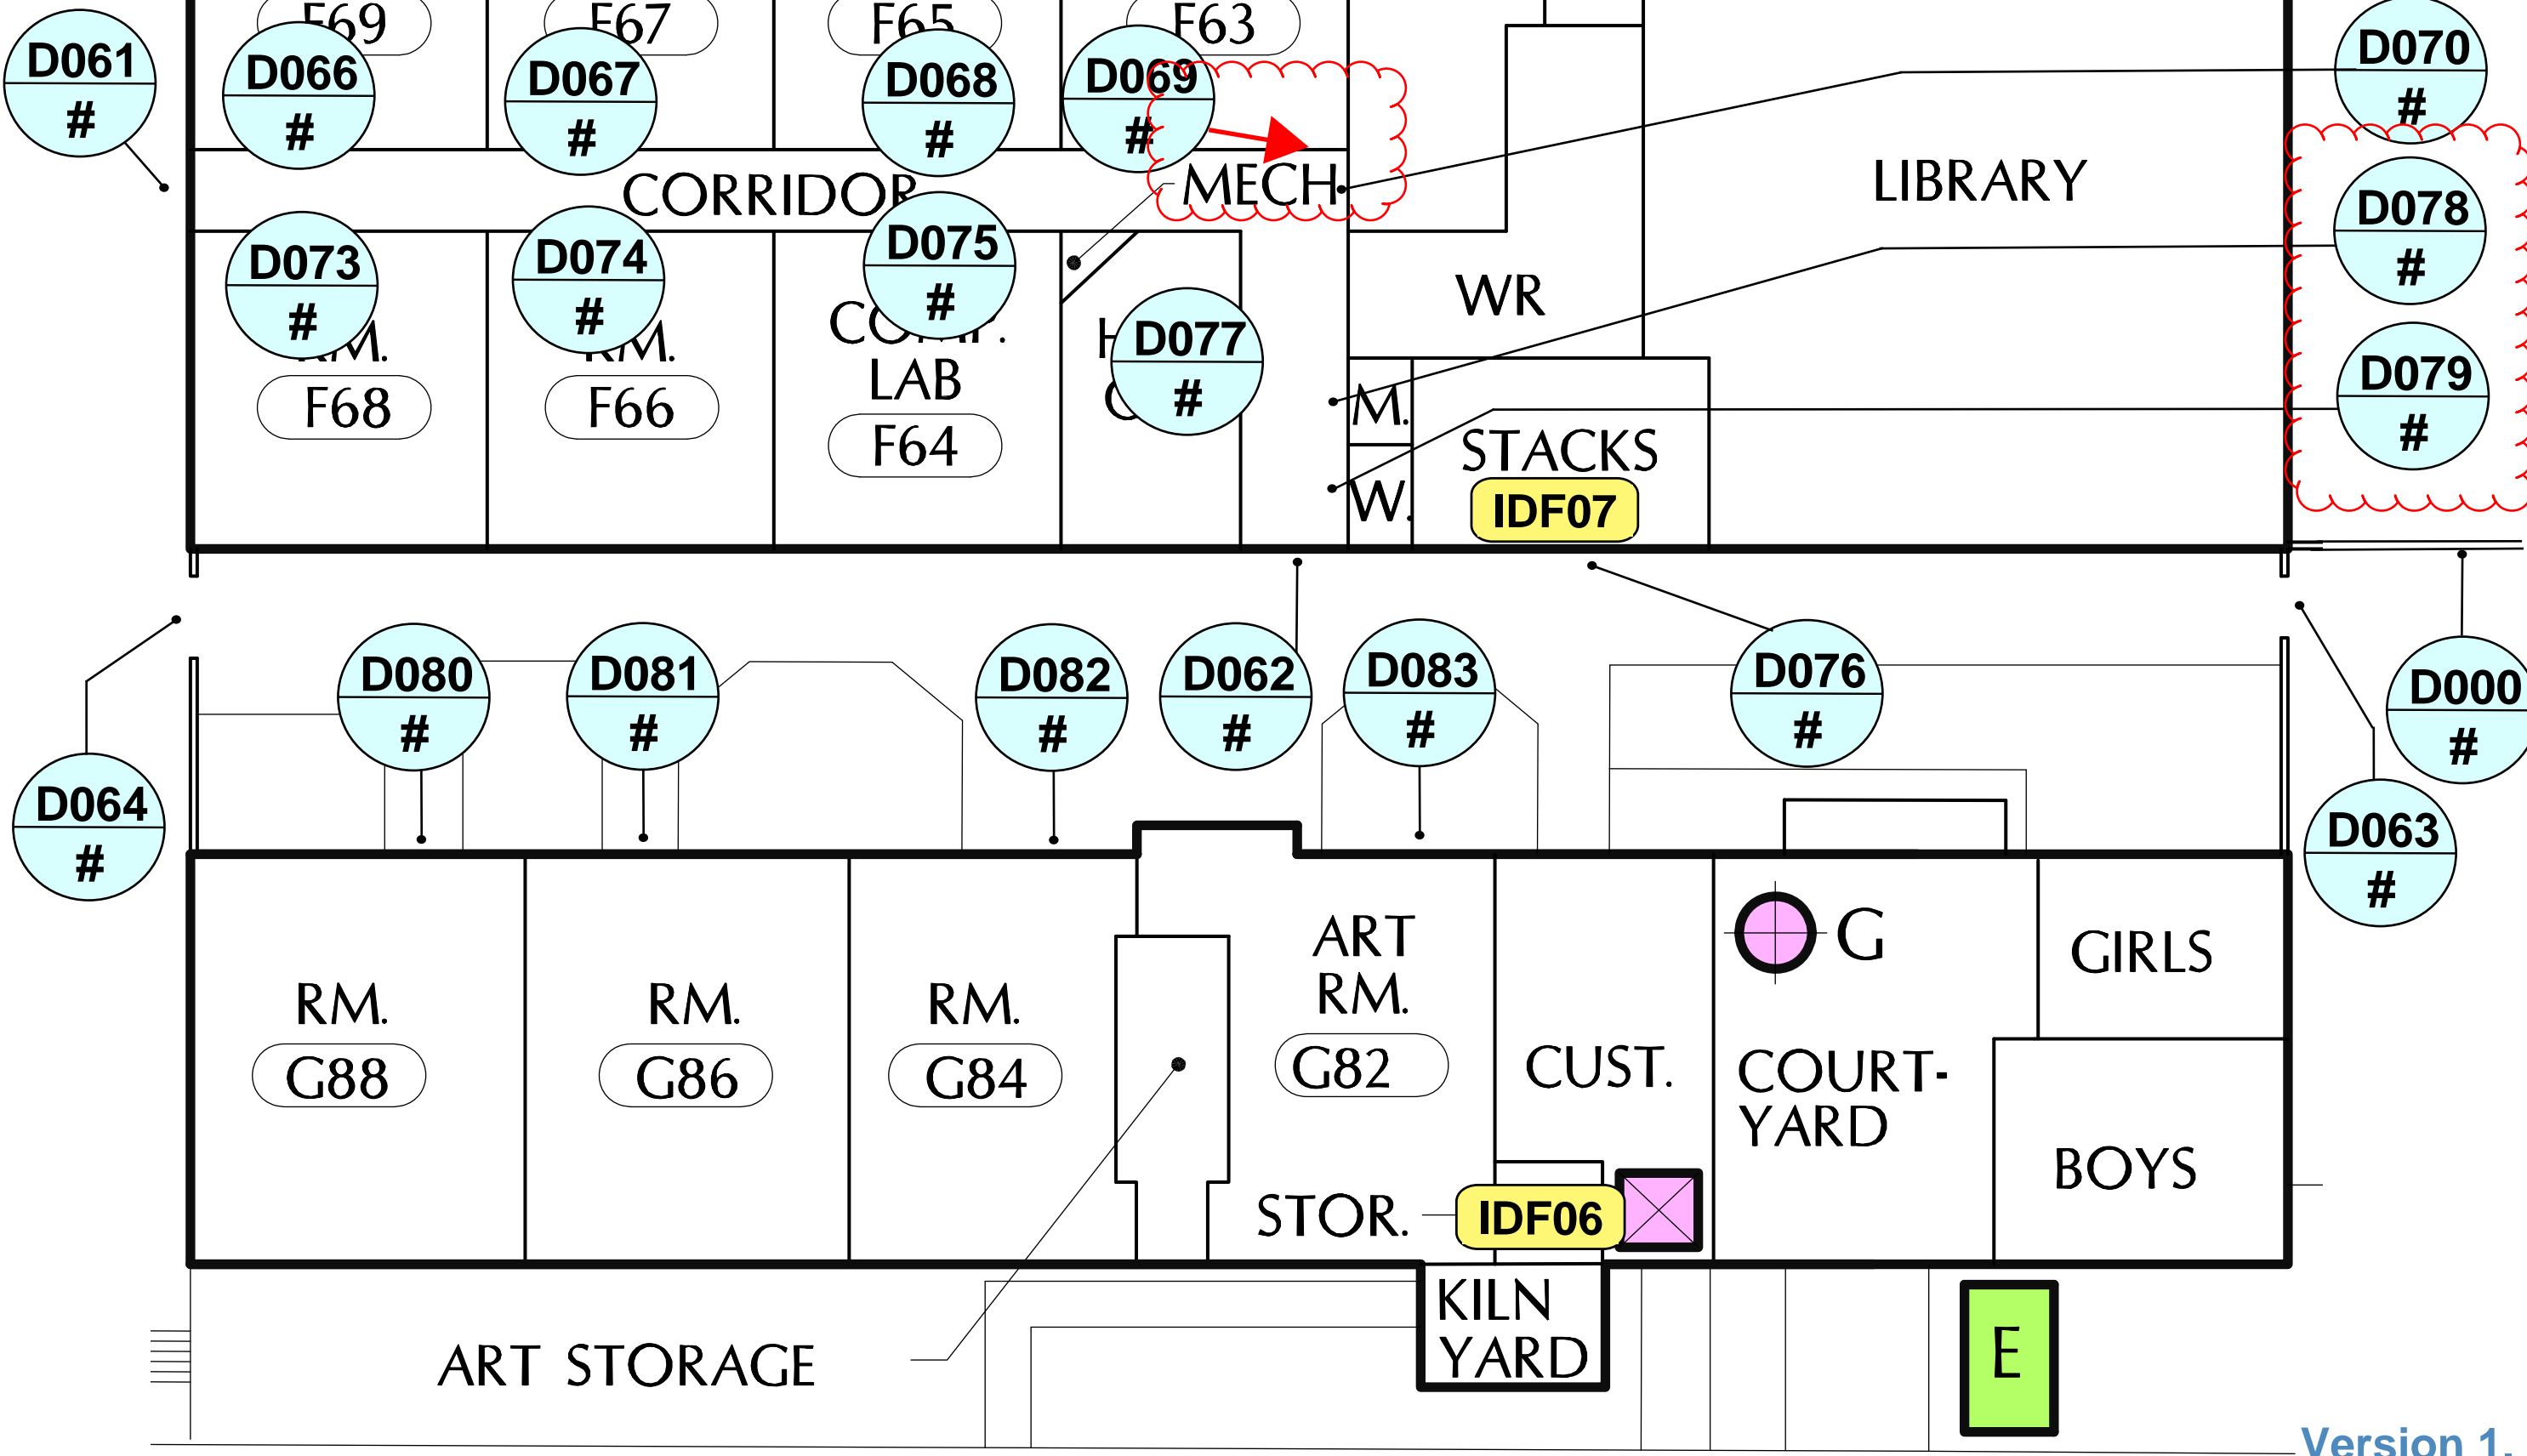 F69
F67
F65
F63
D061
#
D066
#
D067
#
D068
#
D069
#
D070
#
CORRIDOR
MECH
LIBRARY
D078
#
D073
#
D074
#
D075
#
D077
#
D079
#
WR
RM.
F68
RM.
F66
COMP.
LAB
F64
M.
W.
STACKS
IDF07
D080
#
D081
#
D082
#
D062
#
D083
#
D076
#
D000
#
D064
#
D063
#
RM.
G88
RM.
G86
RM.
G84
ART
RM.
G82
CUST.
G
COURT-
YARD
GIRLS
BOYS
STOR.
IDF06
KILN
YARD
ART STORAGE
E
Version 1.